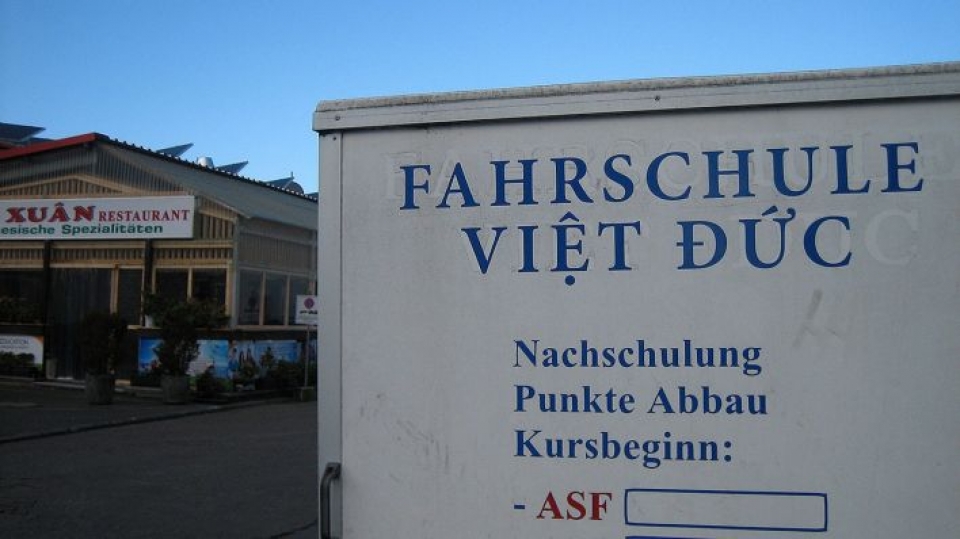 XUÂN RESTAURANT
esische Spezialitäten
FAHRSCHULE
VIỆT ĐỨC
Nachschulung
Punkte Abbau
Kursbeginn:
- ASF